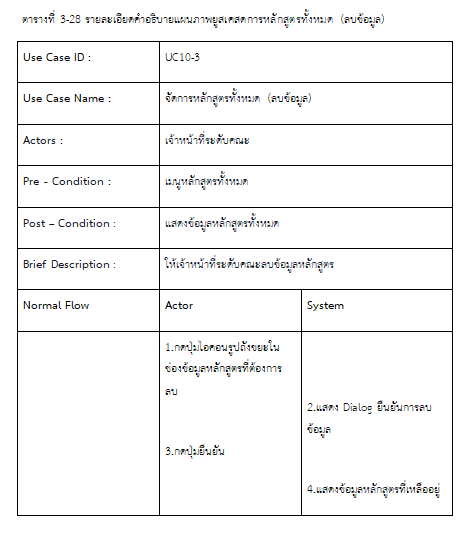 ตารางที่ 3-28 รายละเอียดคำอธิบายแผนภาพยูสเคสดการหลักสูตรทั้งหมด (ลบข้อมูล)
Use Case ID : UC10-3
Use Case Name : จัดการหลักสูตรทั้งหมด (ลบข้อมูล)
Actors : เจ้าหน้าที่ระดับคณะ
Pre - Condition : เมนูหลักสูตรทั้งหมด
Post – Condition : แสดงข้อมูลหลักสูตรทั้งหมด
Brief Description : ให้เจ้าหน้าที่ระดับคณะลบข้อมูลหลักสูตร
Normal Flow Actor System
1.กดปุ่มไอคอนรูปถังขยะใน
ช่องข้อมูลหลักสูตรที่ต้องการ
ลบ
2.แสดง Dialog ยืนยันการลบ
ข้อมูล
3.กดปุ่มยืนยัน
4.แสดงข้อมูลหลักสูตรที่เหลืออยู่